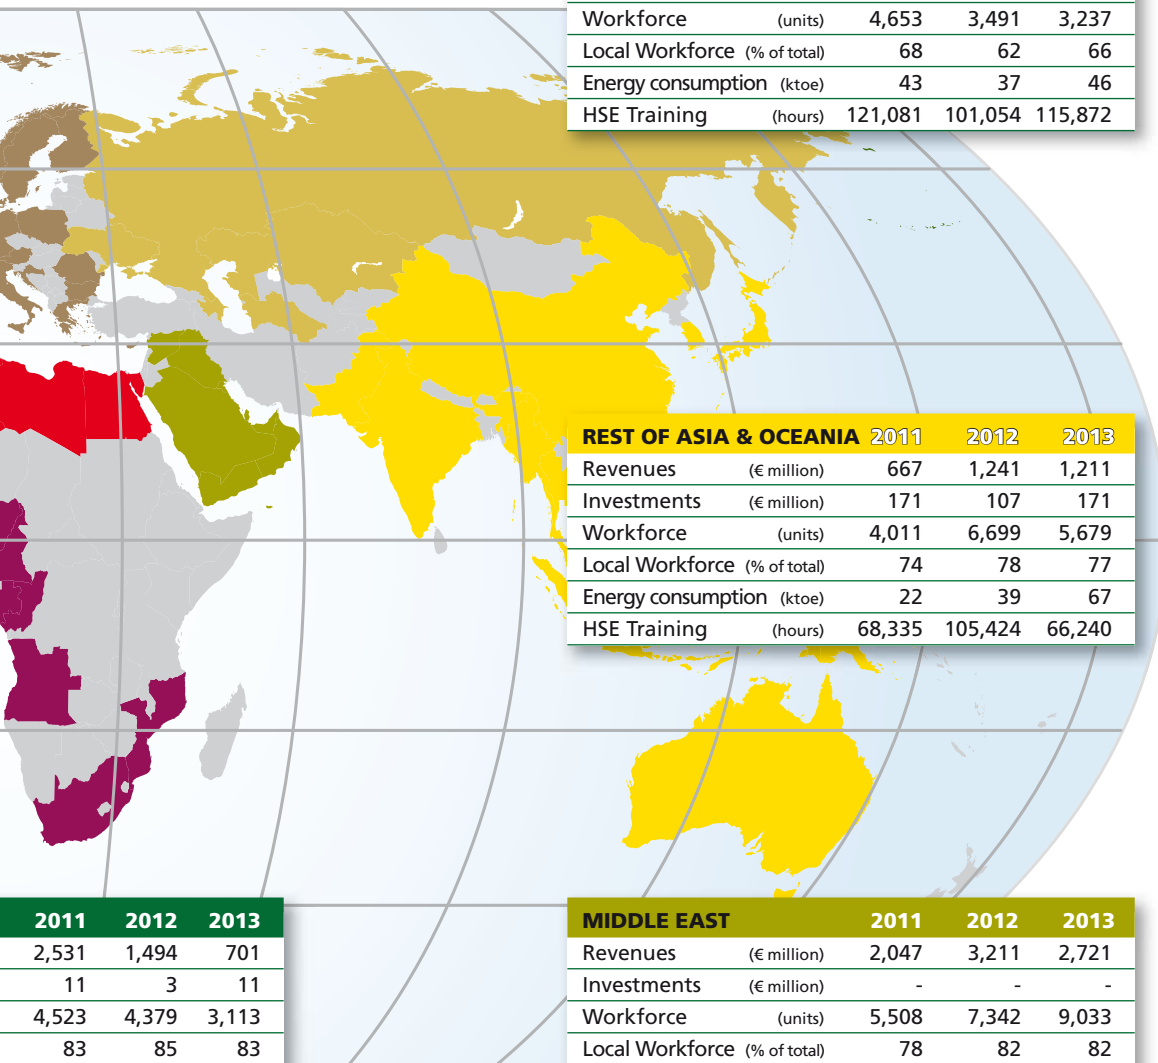 Workforce (units) 4,653 3,491 3,237
Local Workforce (% of total) 68 62 66
Energy consumption (ktoe) 43 37 46
HSE Training (hours) 121,081 101,054 115,872
REST OF ASIA & OCEANIA 2011 2012 2013
Revenues (€ million) 667 1,241 1,211
Investments (€ million) 171 107 171
Workforce (units) 4,011 6,699 5,679
Local Workforce (% of total) 74 78 77
Energy consumption (ktoe) 22 39 67
HSE Training (hours) 68,335 105,424 66,240
2011 2012 2013
2,531 1,494 701
11 3 11
4,523 4,379 3,113
83 85 83
MIDDLE EAST 2011 2012 2013
Revenues (€ million) 2,047 3,211 2,721
Investments (€ million) - - -
Workforce (units) 5,508 7,342 9,033
Local Workforce (% of total) 78 82 82